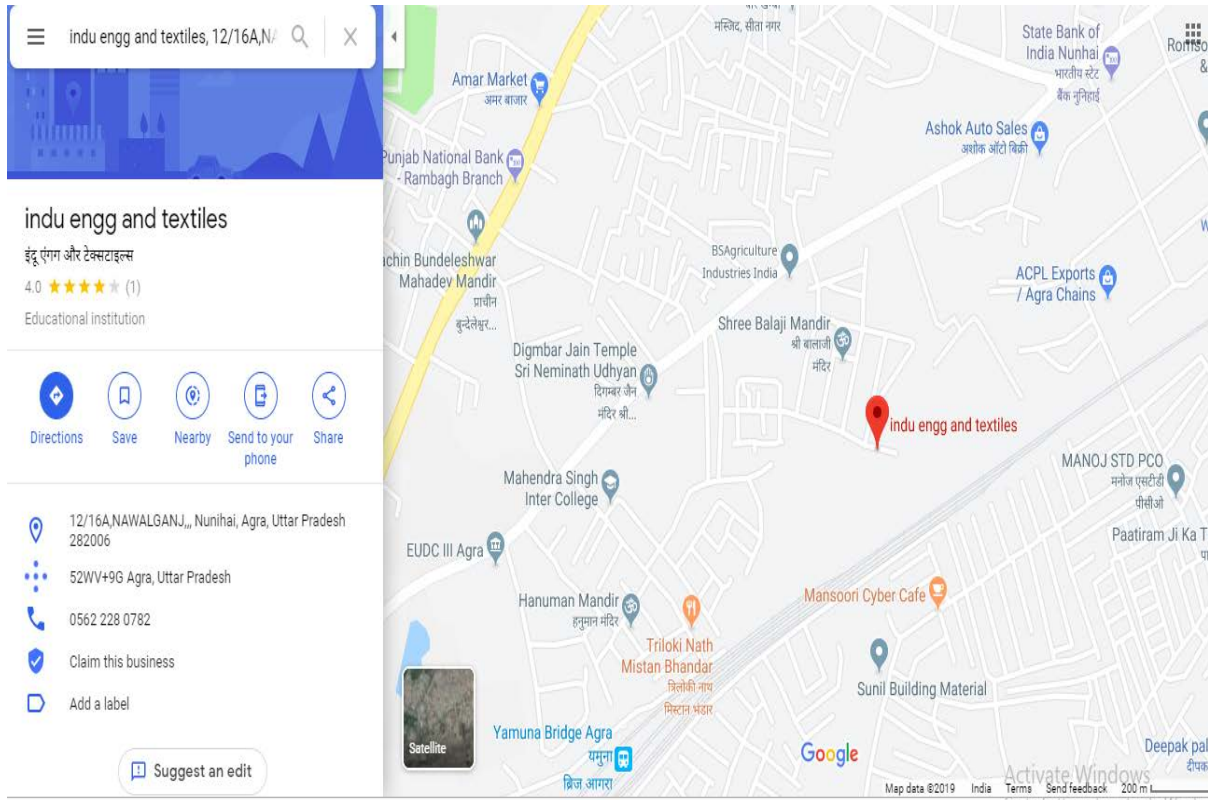 indu engg and textiles, 12/16A,NA
indu engg and textiles
इंदू एंगग और टेक्सटाइल्स
4.0 (1)
Educational institution
Directions
Save
Nearby
Send to your
phone
Share
12/16A,NAWALGANJ,,, Nunihai, Agra, Uttar Pradesh
282006
52WV+9G Agra, Uttar Pradesh
0562 228 0782
Claim this business
Add a label
Suggest an edit
मस्जिद, सीता नगर
State Bank of
India Nunhai
भारतीय स्टेट
बैंक नुनिहाई
Romso
&
Amar Market
अमर बाजार
Ashok Auto Sales
अशोक ऑटो बिक्री
Punjab National Bank
- Rambagh Branch
achin Bundeleshwar
Mahadev Mandir
प्राचीन
बुन्देलेश्वर...
BSAgriculture
Industries India
ACPL Exports
/ Agra Chains
Shree Balaji Mandir
श्री बालाजी
मंदिर
Digmbar Jain Temple
Sri Neminath Udhyan
दिगम्बर जैन
मंदिर श्री...
indu engg and textiles
MANOJ STD PCO
मनोज एसटीडी
पीसीओ
Mahendra Singh
Inter College
Paatiram Ji Ka T
EUDC III Agra
Hanuman Mandir
हनुमान मंदिर
Mansoori Cyber Cafe
Triloki Nath
Mistan Bhandar
त्रिलोकी नाथ
मिस्टान भंडार
Sunil Building Material
Satellite
Yamuna Bridge Agra
यमुना
ब्रिज आगरा
Google
Deepak pal
दीपक
Activate Windows
Map data ©2019 India Terms Send feedback 200 m